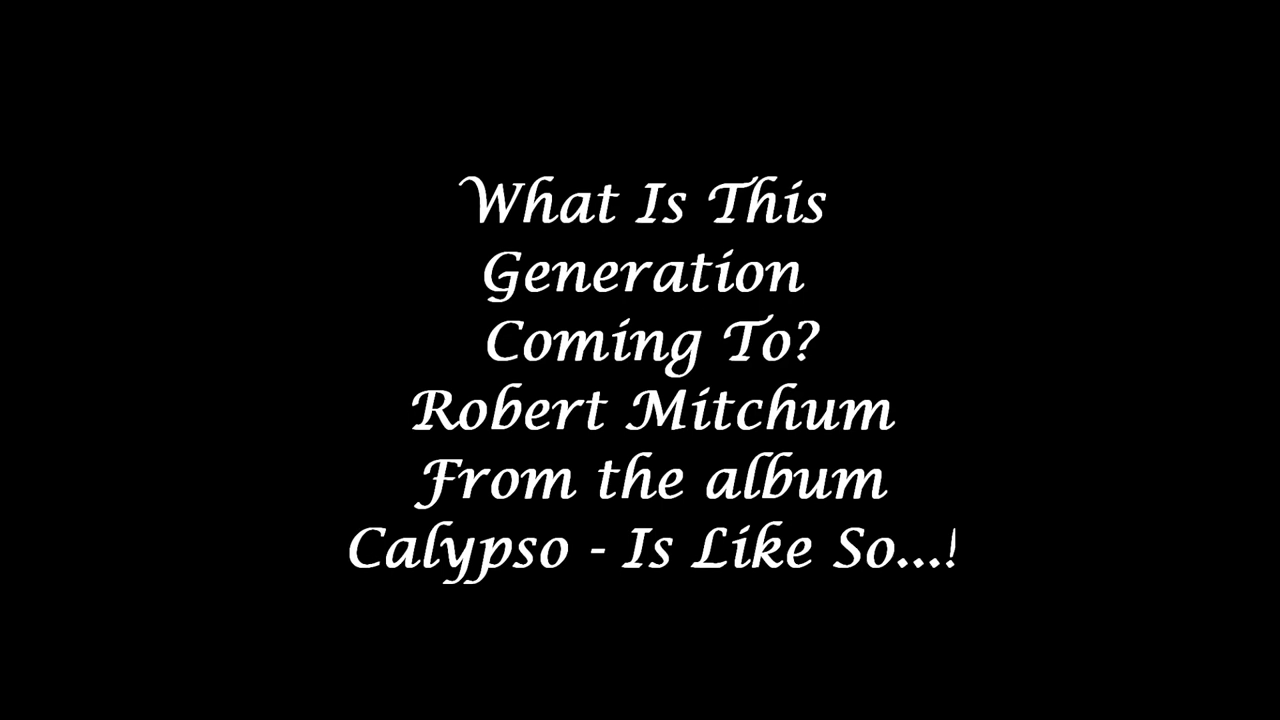 What Is This
Generation
Coming To?
Robert Mitchum
From the album
Calypso - Is Like So...!